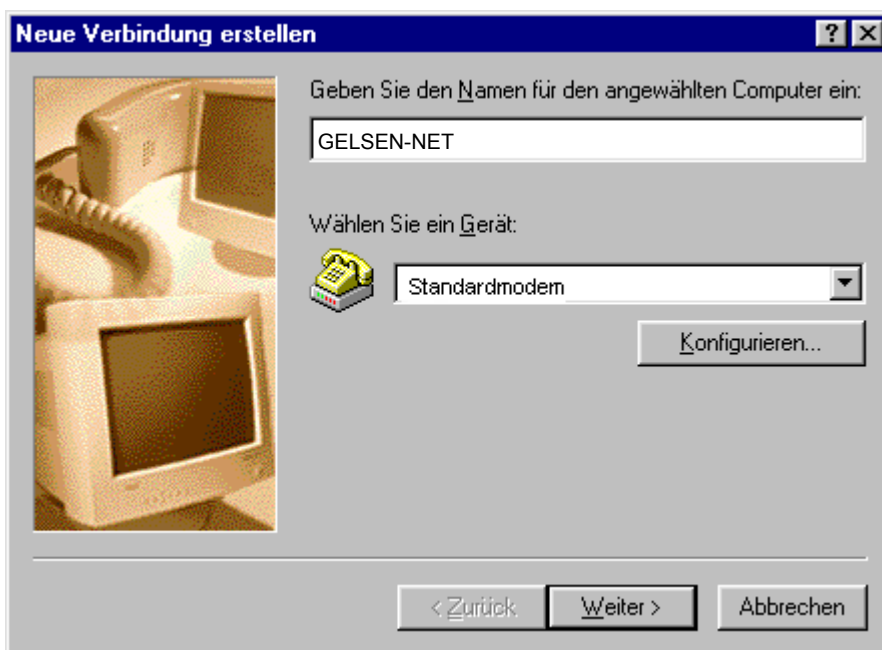 Neue Verbindung erstellen
Geben Sie den Namen für den angewählten Computer ein:
GELSEN-NET
Wählen Sie ein Gerät:
Standardmodem
Konfigurieren...
< Zurück
Weiter >
Abbrechen